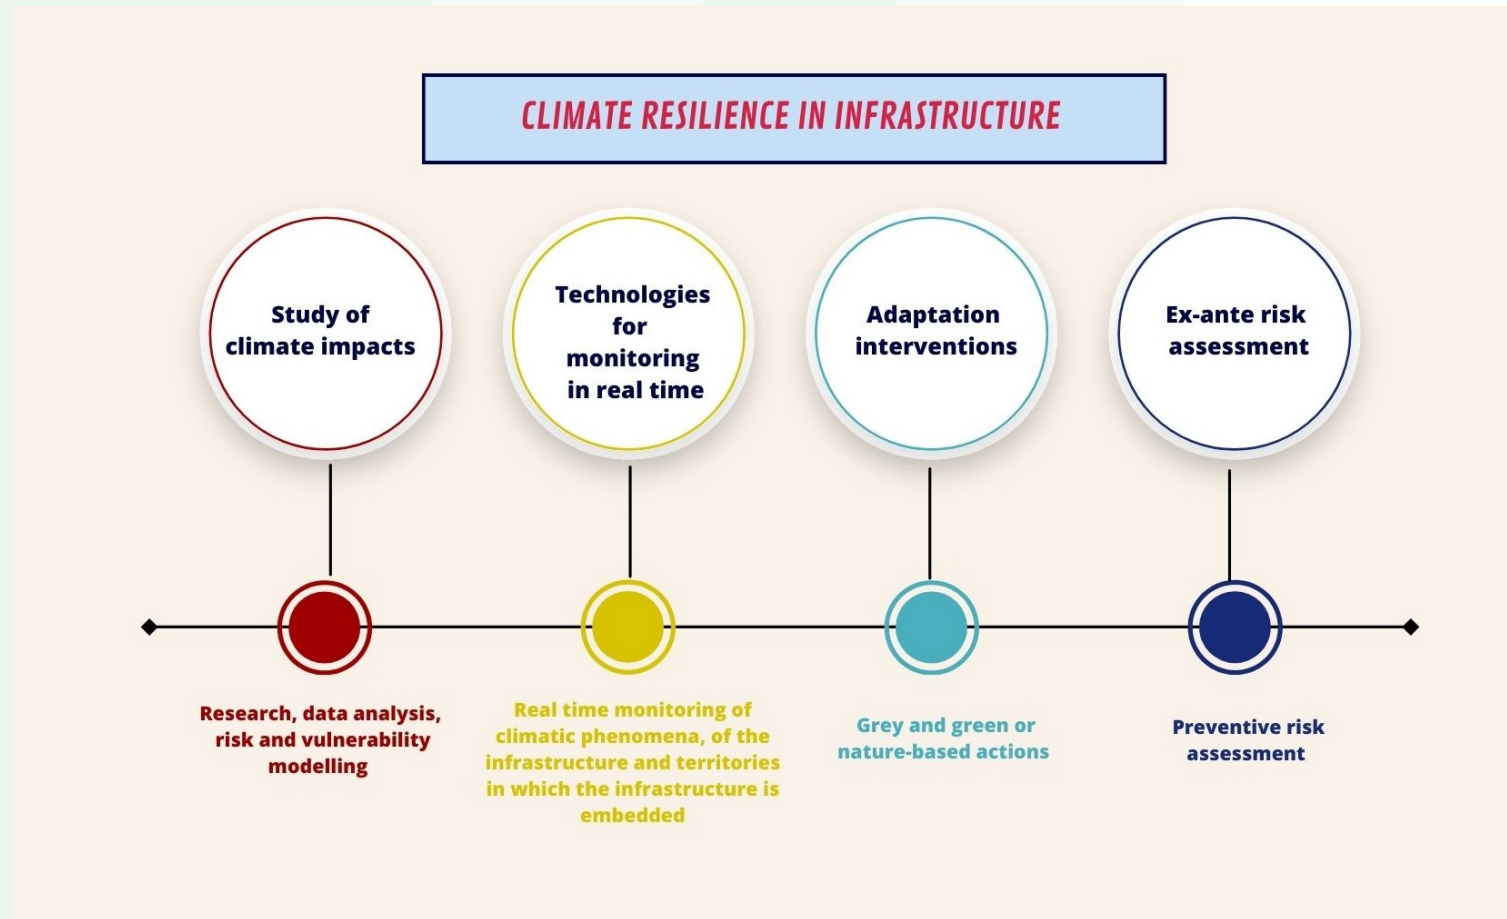 CLIMATE RESILIENCE IN INFRASTRUCTURE
Study of
climate impacts
Technologies
for
monitoring
in real time
Adaptation
interventions
Ex-ante risk
assessment
Research, data analysis,
risk and vulnerability
modelling
Real time monitoring of
climatic phenomena, of the
infrastructure and territories
in which the infrastructure is
embedded
Grey and green or
nature-based actions
Preventive risk
assessment